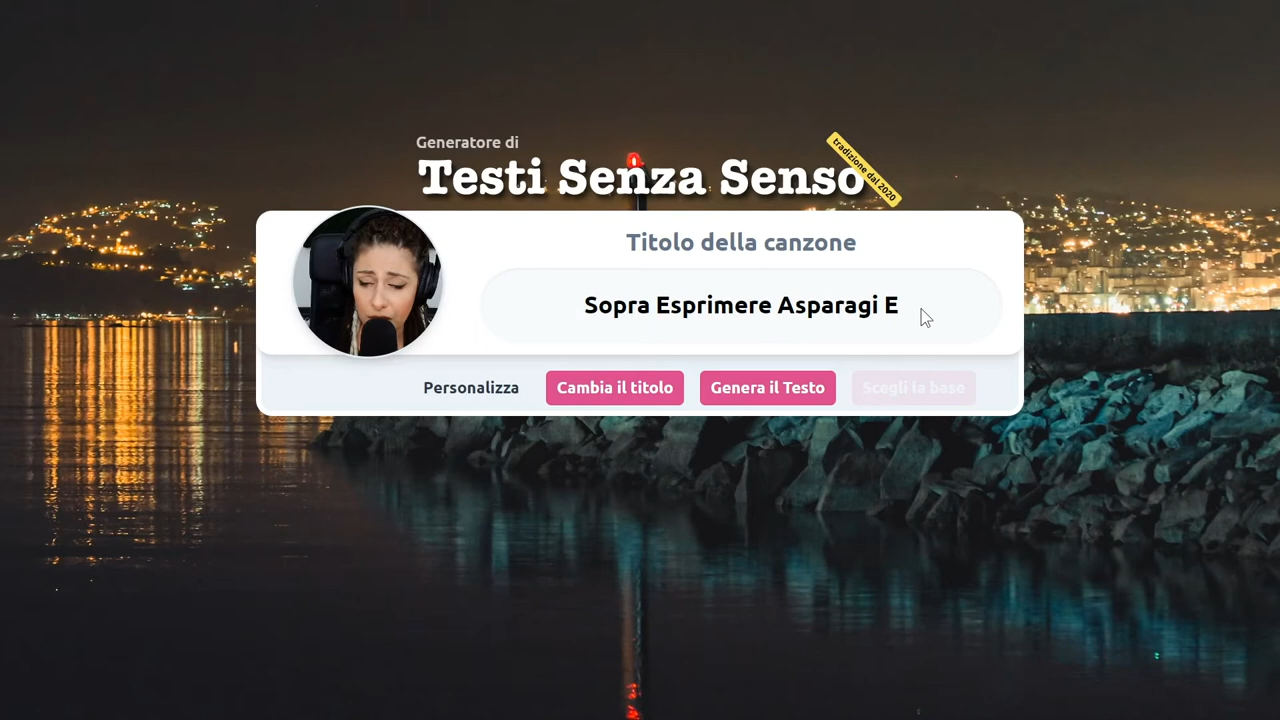 Generatore di
Testi Senza Senso
tradizione dal 2020
Titolo della canzone
Sopra Esprimere Asparagi E
Personalizza
Cambia il titolo
Genera il Testo
Scegli la base